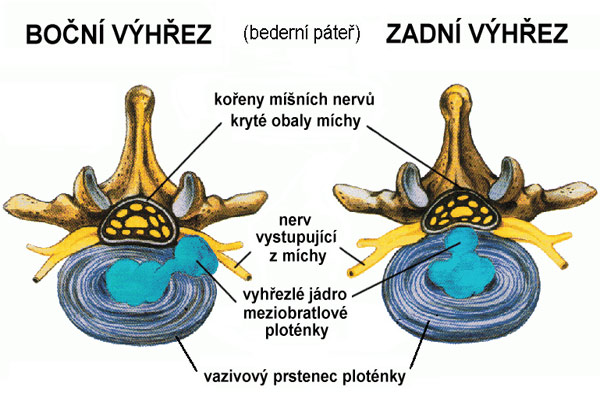 BOČNÍ VÝHŘEZ (bederní páteř) ZADNÍ VÝHŘEZ
kořeny míšních nervů
kryté obaly míchy
nerv
vystupující
z míchy
vyhřezlé jádro
meziobratlové
ploténky
vazivový prstenec ploténky